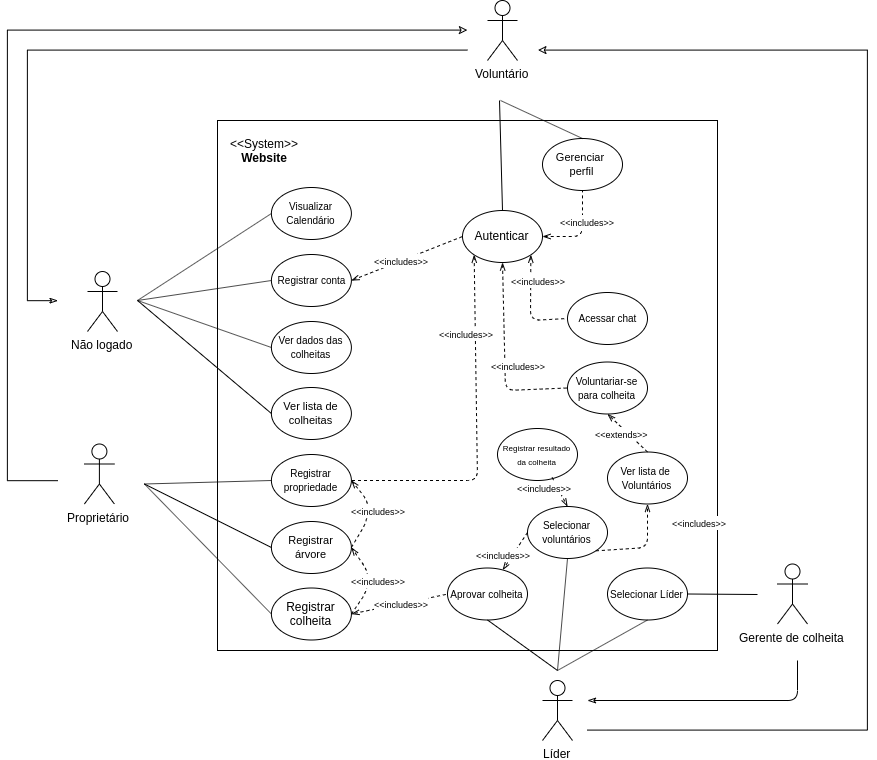 Voluntário
<<System>>
Website
Gerenciar
perfil
Visualizar
Calendário
<<includes>>
Autenticar
<<includes>>
Registrar conta
<<includes>>
Acessar chat
Não logado
Ver dados das
colheitas
<<includes>>
<<includes>>
Voluntariar-se
para colheita
Ver lista de
colheitas
<<extends>>
Registrar resultado
da colheita
Registrar
propriedade
Ver lista de
Voluntários
<<includes>>
Proprietário
<<includes>>
Selecionar
voluntários
<<includes>>
Registrar
árvore
<<includes>>
<<includes>>
Aprovar colheita
Selecionar Líder
<<includes>>
Registrar
colheita
Gerente de colheita
Líder